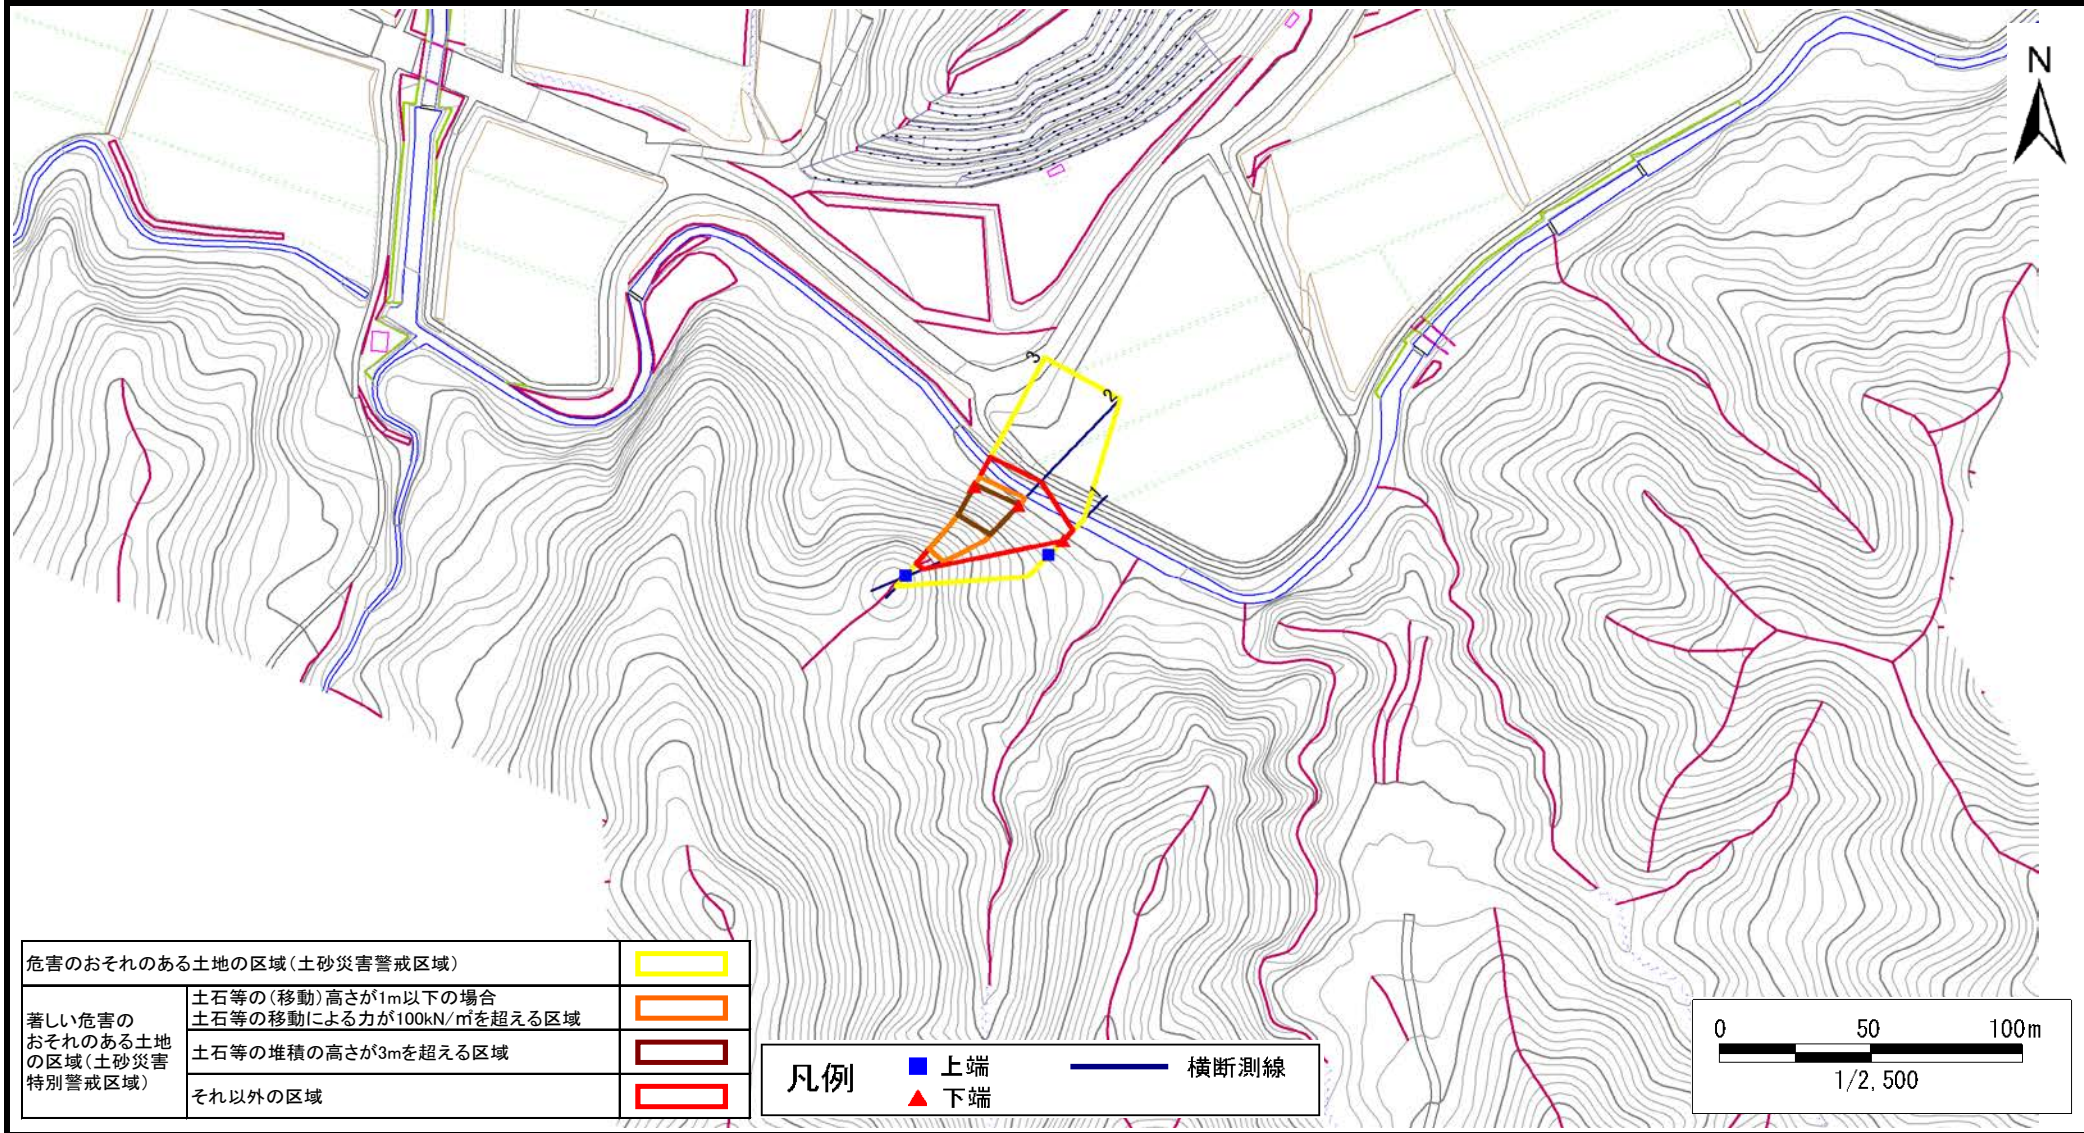 N
3
2
1
危害のおそれのある土地の区域(土砂災害警戒区域)
著しい危害の
おそれのある土地
の区域(土砂災害
特別警戒区域)
土石等の(移動)高さが1m以下の場合
土石等の移動による力が100kN/㎡を超える区域
土石等の堆積の高さが3mを超える区域
それ以外の区域
凡例
上端
下端
横断測線
0 50 100m
1/2,500